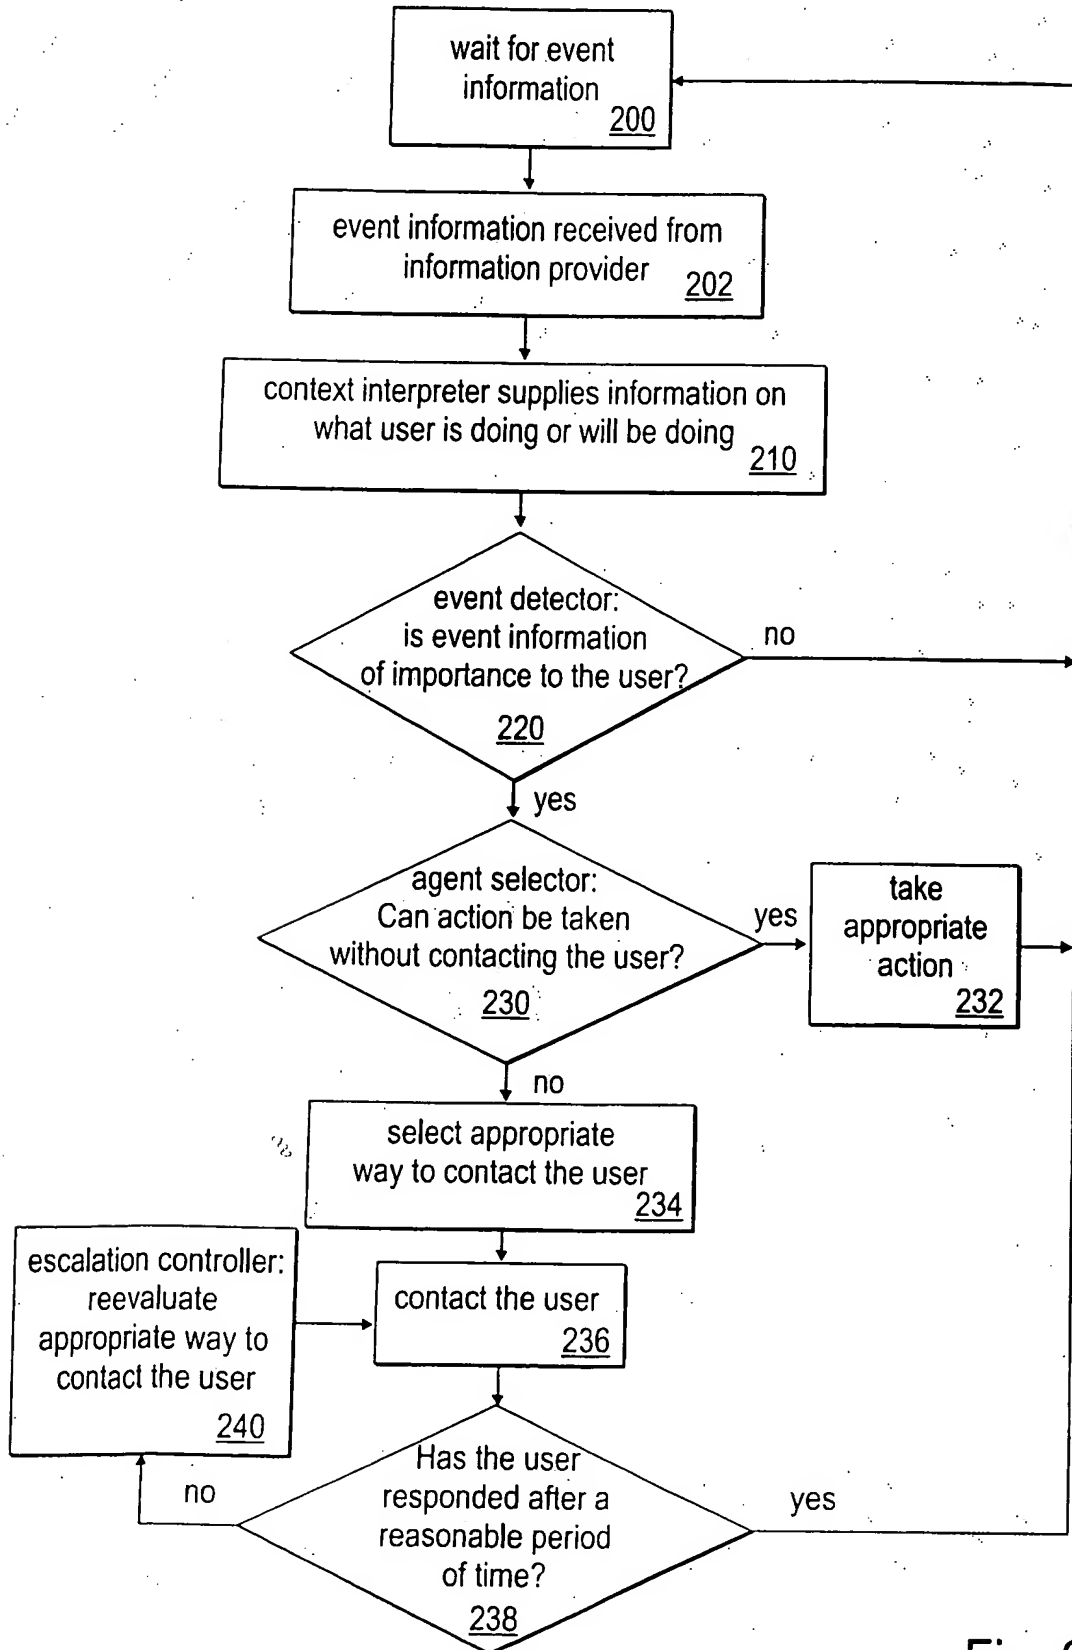 wait for event
information
200
event information received from
information provider 202
context interpreter supplies information on
what user is doing or will be doing
210
event detector:
is event information
of importance to the user?
220
no
yes
agent selector:
Can action be taken
without contacting the user?
230
yes
take
appropriate
action
232
no
select appropriate
way to contact the user
234
escalation controller:
reevaluate
appropriate way to
contact the user
240
contact the user
236
Has the user
responded after a
reasonable period
of time?
238
no
yes
Fig.